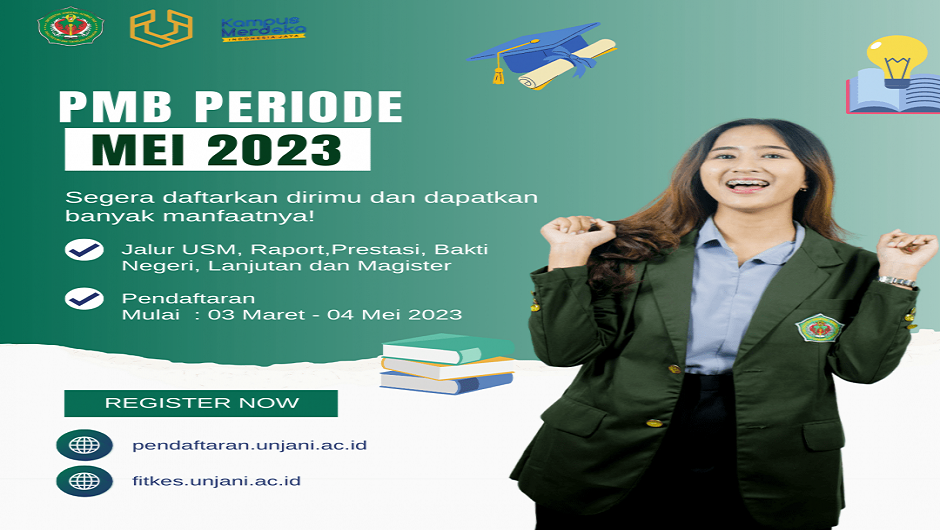 Kampus
Merdeka
INDONESIA JAYA
PMB PERIODE
MEI 2023
Segera daftarkan dirimu dan dapatkan
banyak manfaatnya!
Jalur USM, Raport,Prestasi, Bakti
Negeri, Lanjutan dan Magister
Pendaftaran
Mulai : 03 Maret - 04 Mei 2023
REGISTER NOW
pendaftaran.unjani.ac.id
fitkes.unjani.ac.id